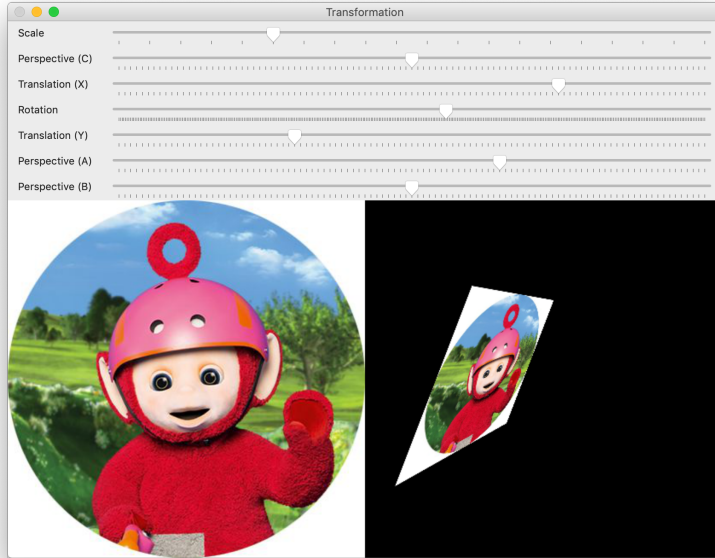 Transformation
Scale
Perspective (C)
Translation (X)
Rotation
Translation (Y)
Perspective (A)
Perspective (B)